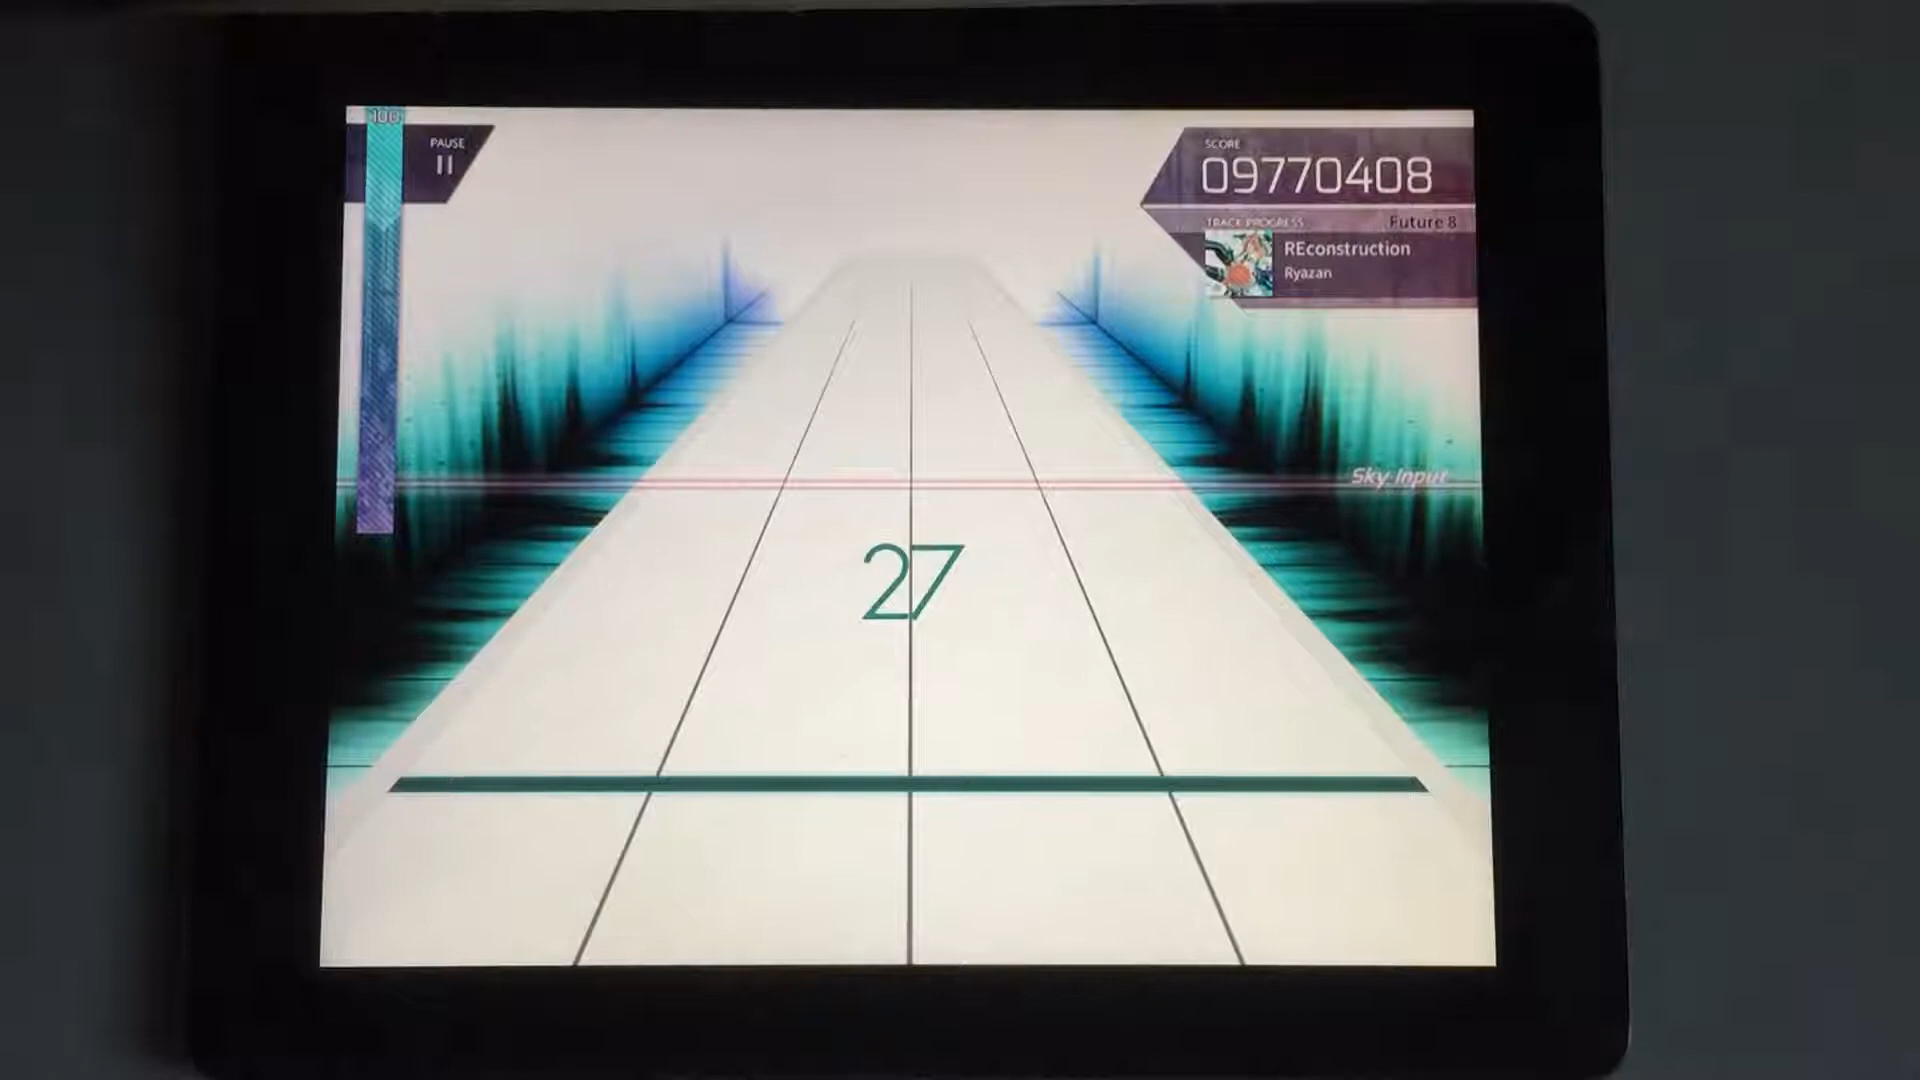 100
PAUSE
SCORE
09770408
TRACK PROGRESS
Future 8
REconstruction
Ryazan
Sky Input
27